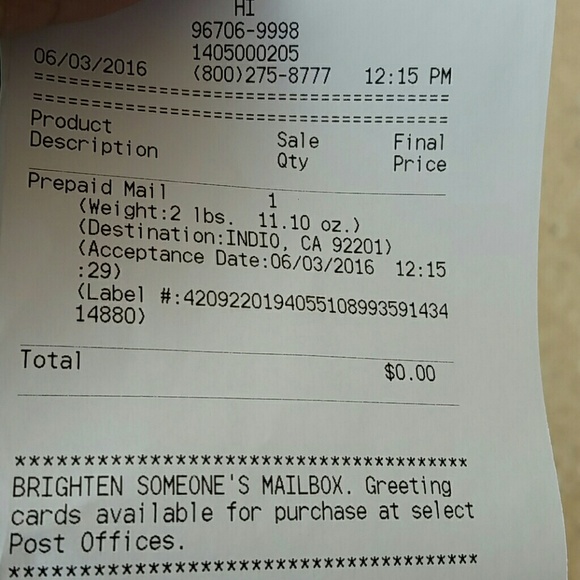 HI
96706-9998
1405000205
06/03/2016 (800)275-8777 12:15 PM
========================================
========================================
Product Sale Final
Description Qty Price
Prepaid Mail 1
(Weight:2 lbs. 11.10 oz.)
(Destination:INDIO, CA 92201)
(Acceptance Date:06/03/2016 12:15
:29)
(Label #:4209220194055108993591434
14880)
Total $0.00
****************************************
BRIGHTEN SOMEONE'S MAILBOX. Greeting
cards available for purchase at select
Post Offices.
****************************************